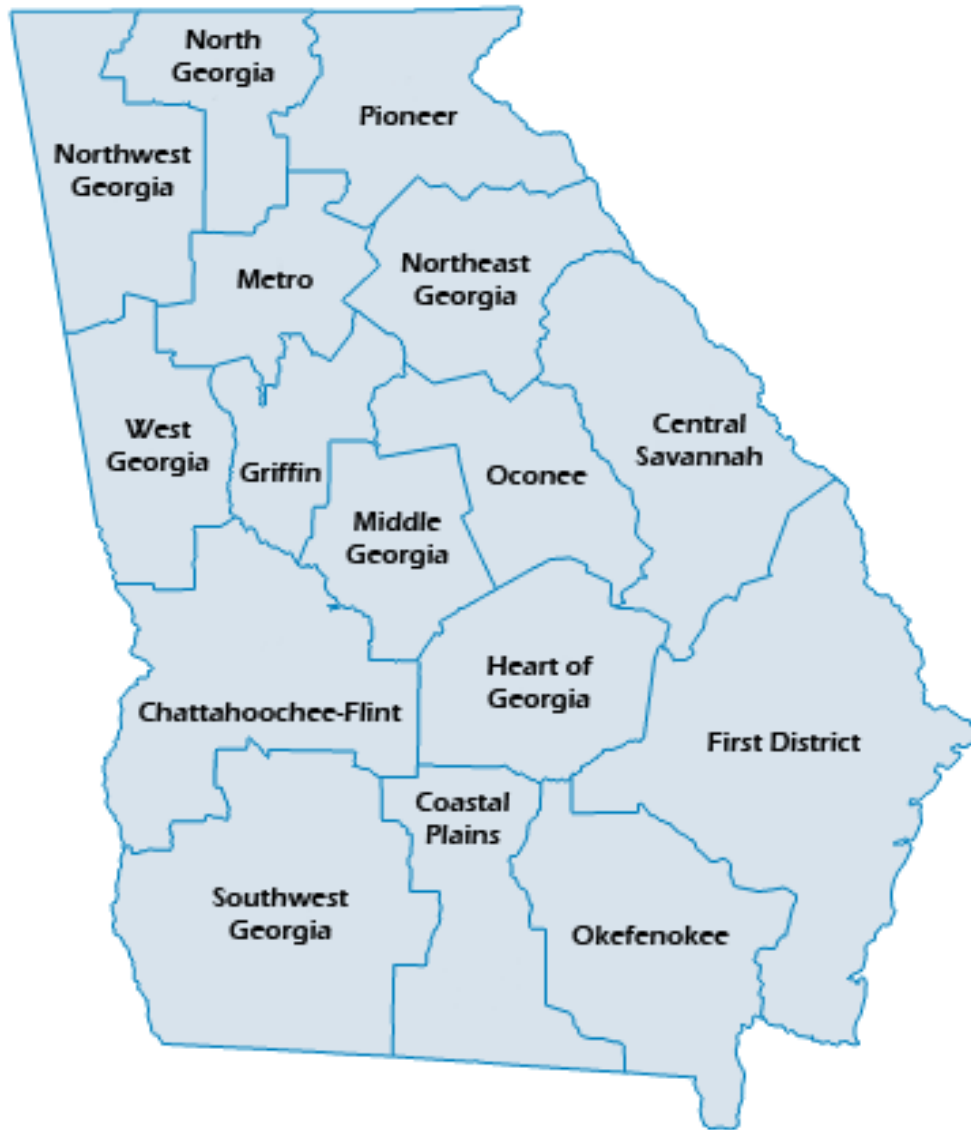 North
Georgia
Pioneer
Northwest
Georgia
Metro
Northeast
Georgia
West
Georgia
Griffin
Central
Savannah
Oconee
Middle
Georgia
Heart of
Georgia
Chattahoochee-Flint
First District
Coastal
Plains
Southwest
Georgia
Okefenokee